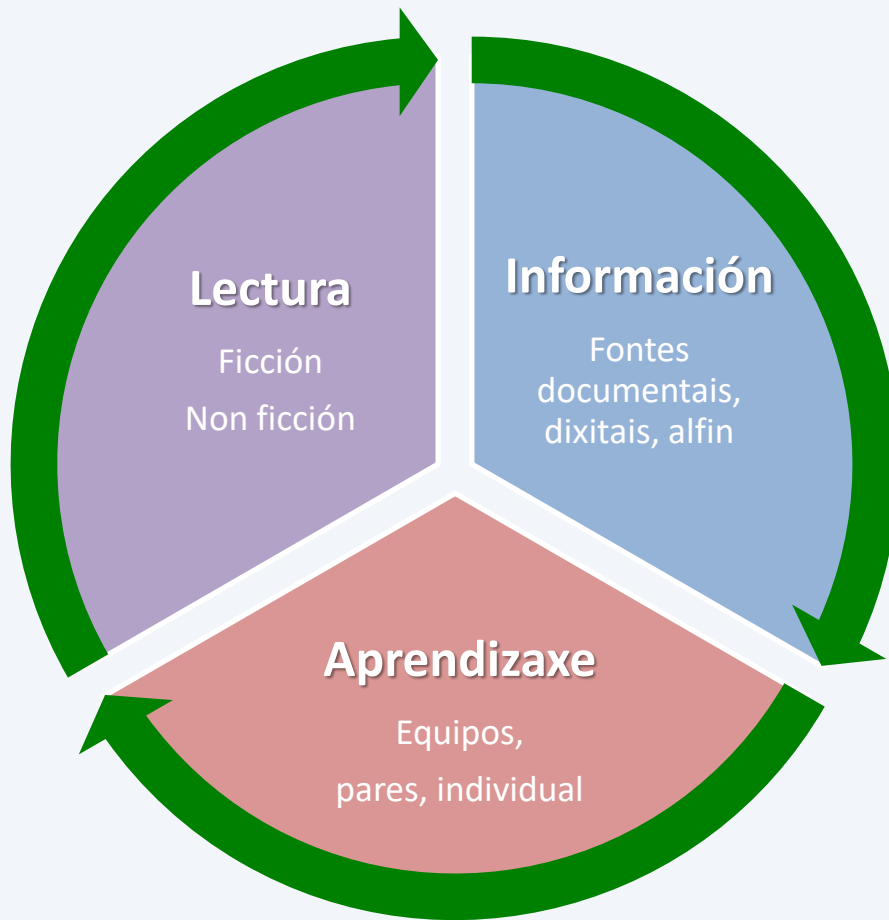 Lectura
Ficción
Non ficción
Información
Fontes
documentais,
dixitais, alfin
Aprendizaxe
Equipos,
pares, individual